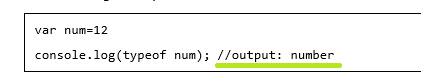 var num=12
console.log(typeof num); //output: number